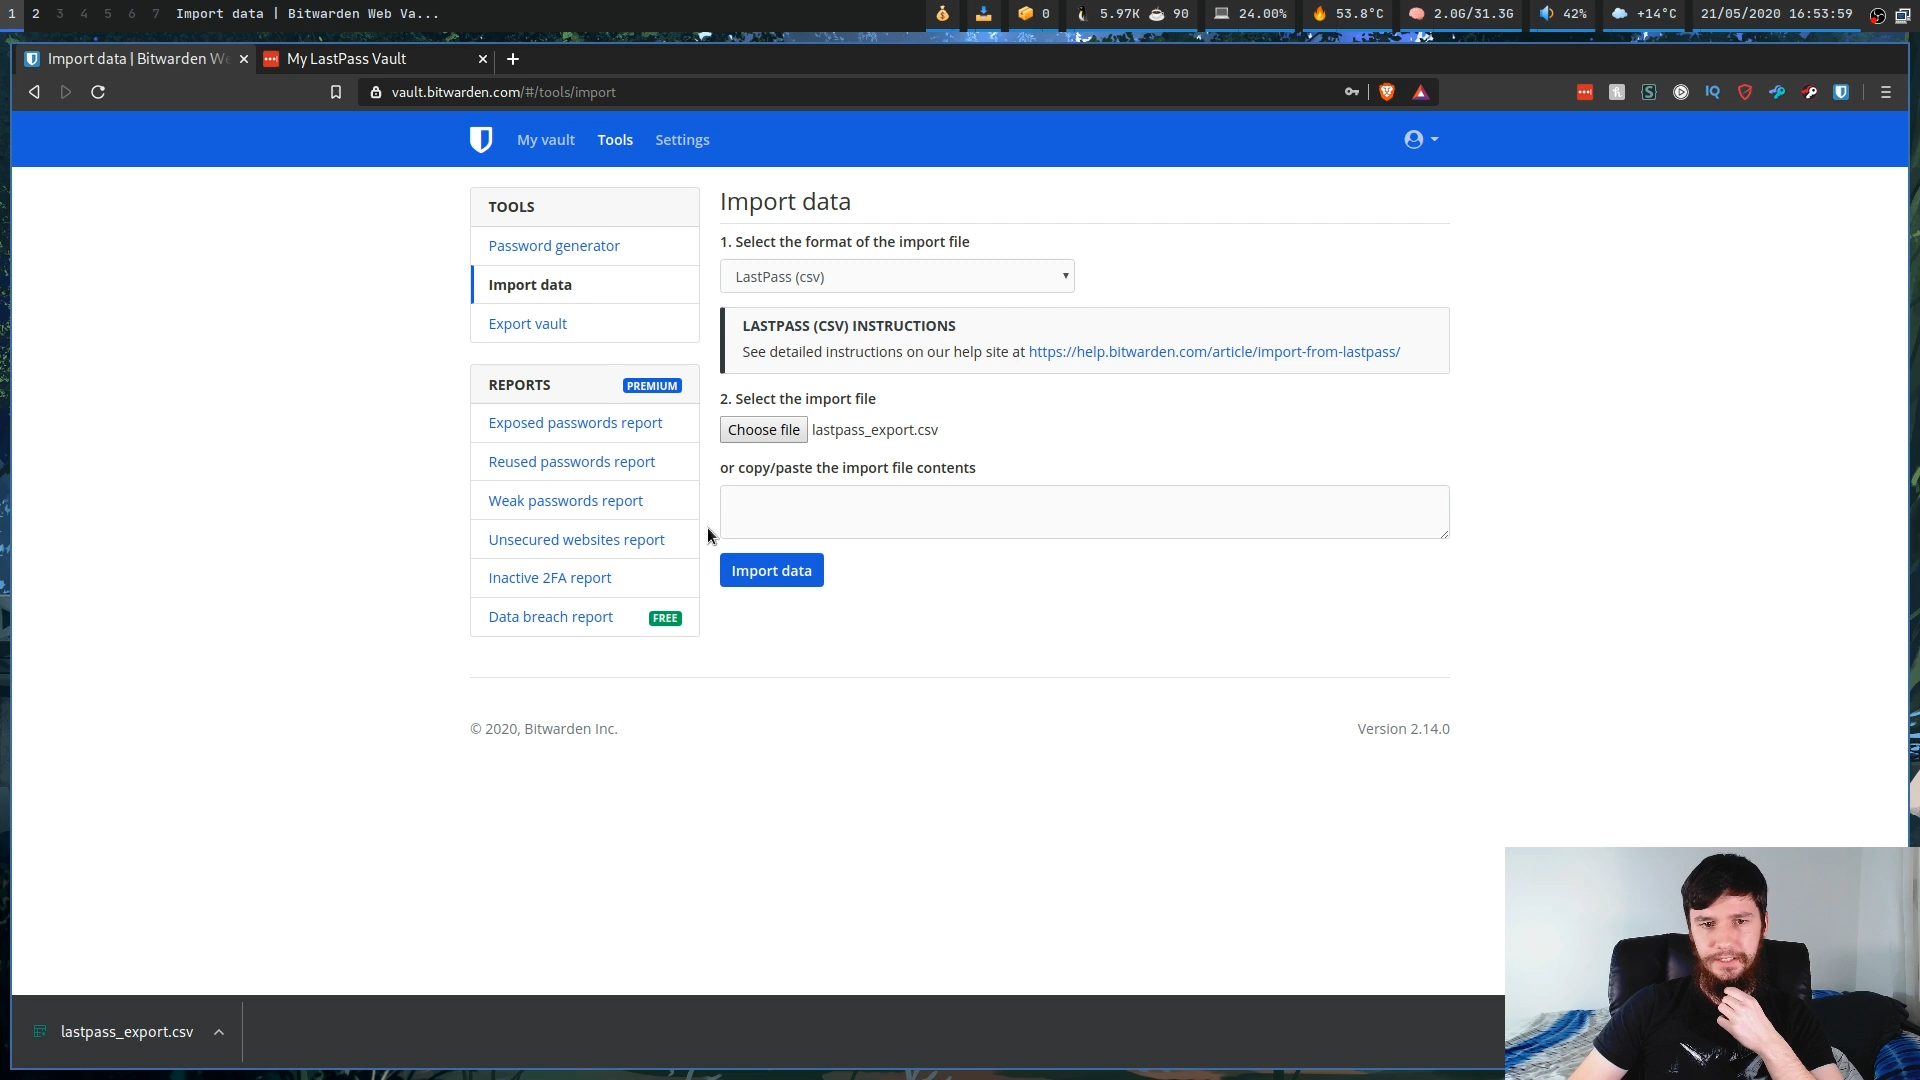 1 2 3 4 5 6 7 Import data | Bitwarden Web Va...
0 5.97K 90 24.00% 53.8°C 2.0G/31.3G 42% +14°C 21/05/2020 16:53:59
Import data | Bitwarden We
My LastPass Vault
vault.bitwarden.com/#/tools/import
IQ
My vault Tools Settings
TOOLS
Password generator
Import data
Export vault
REPORTS PREMIUM
Exposed passwords report
Reused passwords report
Weak passwords report
Unsecured websites report
Inactive 2FA report
Data breach report FREE
Import data
1. Select the format of the import file
LastPass (csv)
LASTPASS (CSV) INSTRUCTIONS
See detailed instructions on our help site at https://help.bitwarden.com/article/import-from-lastpass/
2. Select the import file
Choose file lastpass_export.csv
or copy/paste the import file contents
Import data
© 2020, Bitwarden Inc. Version 2.14.0
lastpass_export.csv